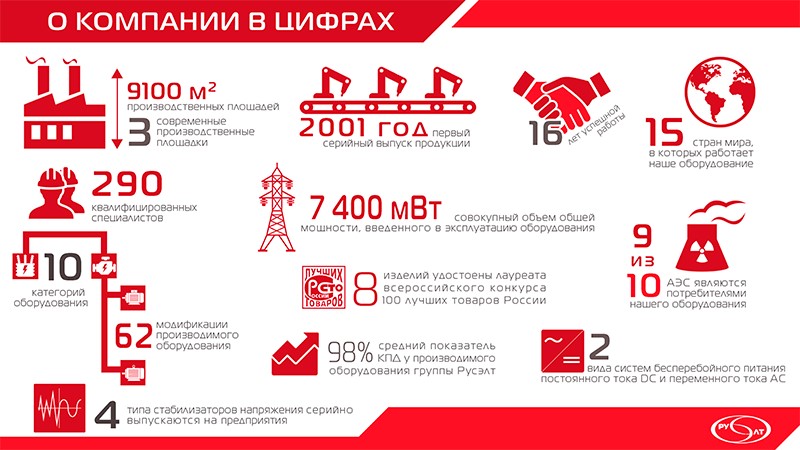 О КОМПАНИИ В ЦИФРАХ
9100 м²
производственных площадей
3 современные
производственные
площадки
2001 год первый
серийный выпуск продукции
16 лет успешной
работы
15 стран мира,
в которых работает
наше оборудование
290
квалифицированных
специалистов
7 400 мВт совокупный объем общей
мощности, введенного в эксплуатацию оборудования
9
из
10 АЭС являются
потребителями
нашего оборудования
10
категорий
оборудования
62 модификации
производимого
оборудования
ЛУЧШИХ
РОССИИ
ТОВАРОВ
8 изделий удостоены лауреата
всероссийского конкурса
100 лучших товаров России
98% средний показатель
КПД у производимого
оборудования группы Русэлт
2
вида систем бесперебойного питания
постоянного тока DC и переменного тока AC
4 типа стабилизаторов напряжения серийно
выпускаются на предприятия
РУ ЛТ